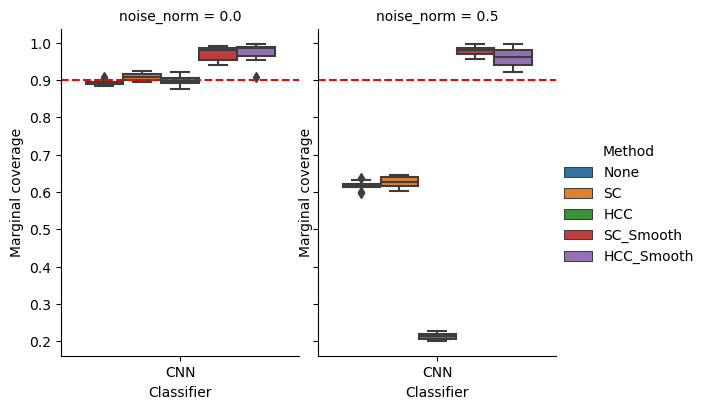 noise_norm = 0.0
noise_norm = 0.5
Marginal coverage
1.0
0.9
0.8
0.7
0.6
0.5
0.4
0.3
0.2
CNN
Classifier
Marginal coverage
CNN
Classifier
Method
None
SC
HCC
SC_Smooth
HCC_Smooth